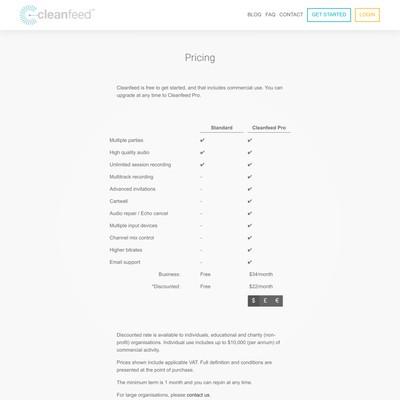 cleanfeed™
BLOG FAQ CONTACT GET STARTED LOGIN
Pricing
Cleanfeed is free to get started, and that includes commercial use. You can
upgrade at any time to Cleanfeed Pro.
Standard Cleanfeed Pro
Multiple parties ✔ ✔
High quality audio ✔ ✔
Unlimited session recording ✔ ✔
Multitrack recording - ✔
Advanced invitations - ✔
Cartwall - ✔
Audio repair / Echo cancel - ✔
Multiple input devices - ✔
Channel mix control - ✔
Higher bitrates - ✔
Email support - ✔
Business: Free $34/month
*Discounted: Free $22/month
$ £ €
Discounted rate is available to individuals, educational and charity (non-
profit) organisations. Individual use includes up to $10,000 (per annum) of
commercial activity.
Prices shown include applicable VAT. Full definition and conditions are
presented at the point of purchase.
The minimum term is 1 month and you can rejoin at any time.
For large organisations, please contact us.